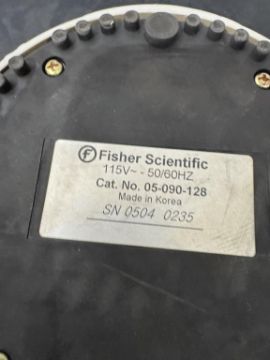 Fisher Scientific
115V~ - 50/60HZ
Cat. No. 05-090-128
Made in Korea
SN 0504 0235